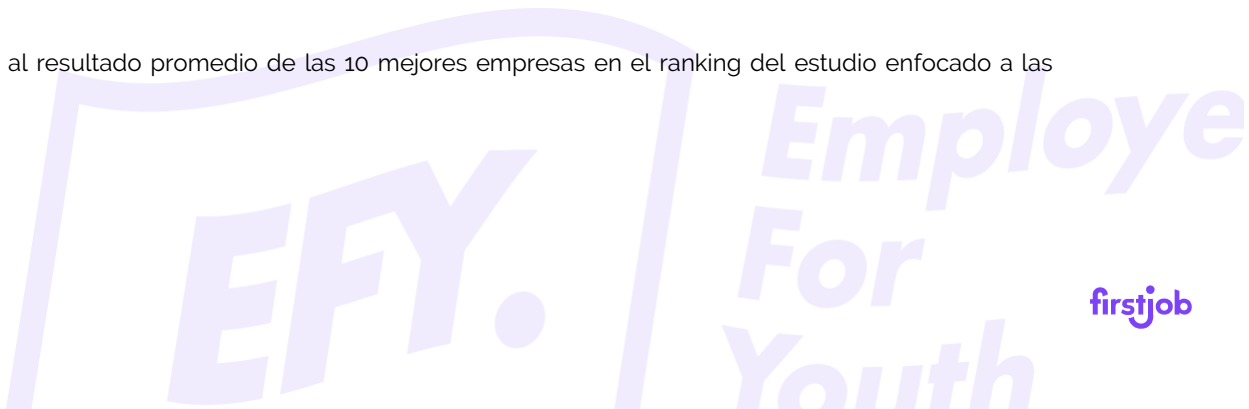 al resultado promedio de las 10 mejores empresas en el ranking del estudio enfocado a las
Employe
EFY.
For
firstjob
Youth